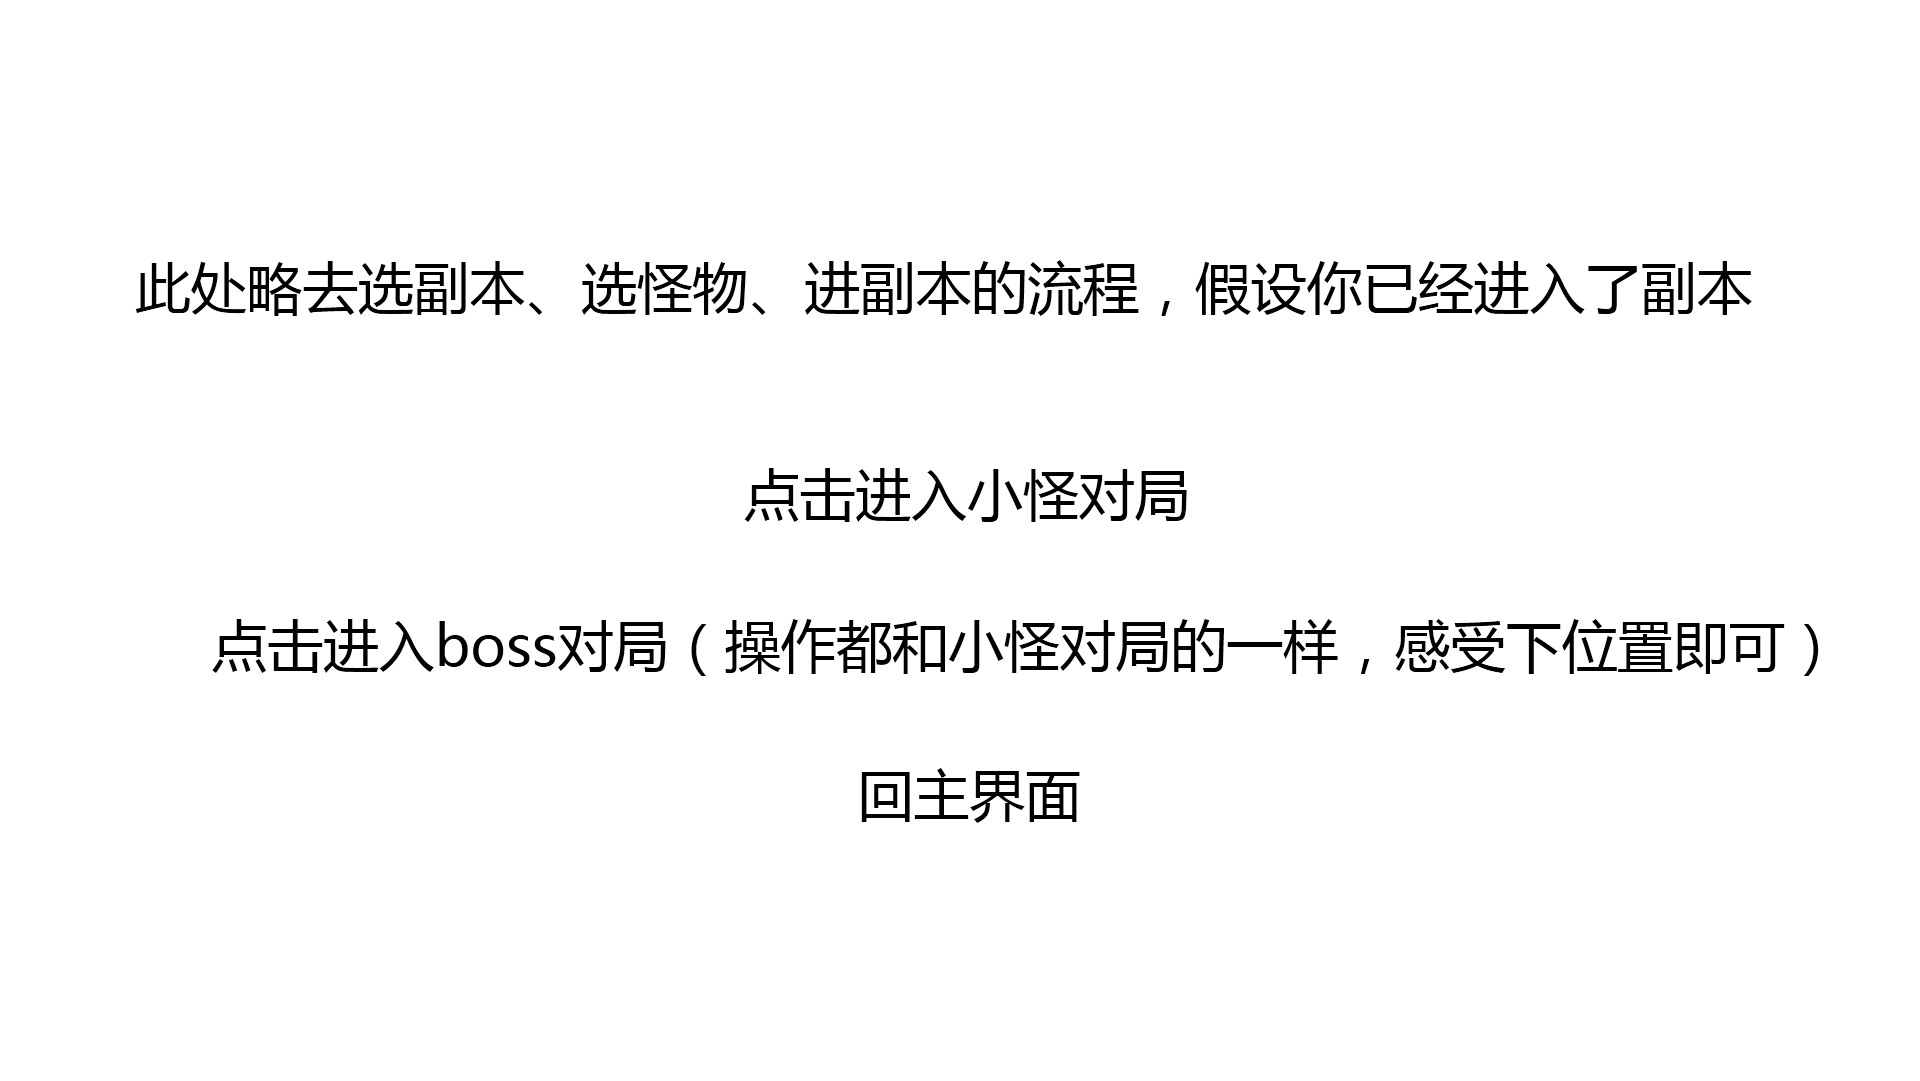 此处略去选副本、选怪物、进副本的流程，假设你已经进入了副本
点击进入小怪对局
点击进入boss对局（操作都和小怪对局的一样，感受下位置即可）
回主界面